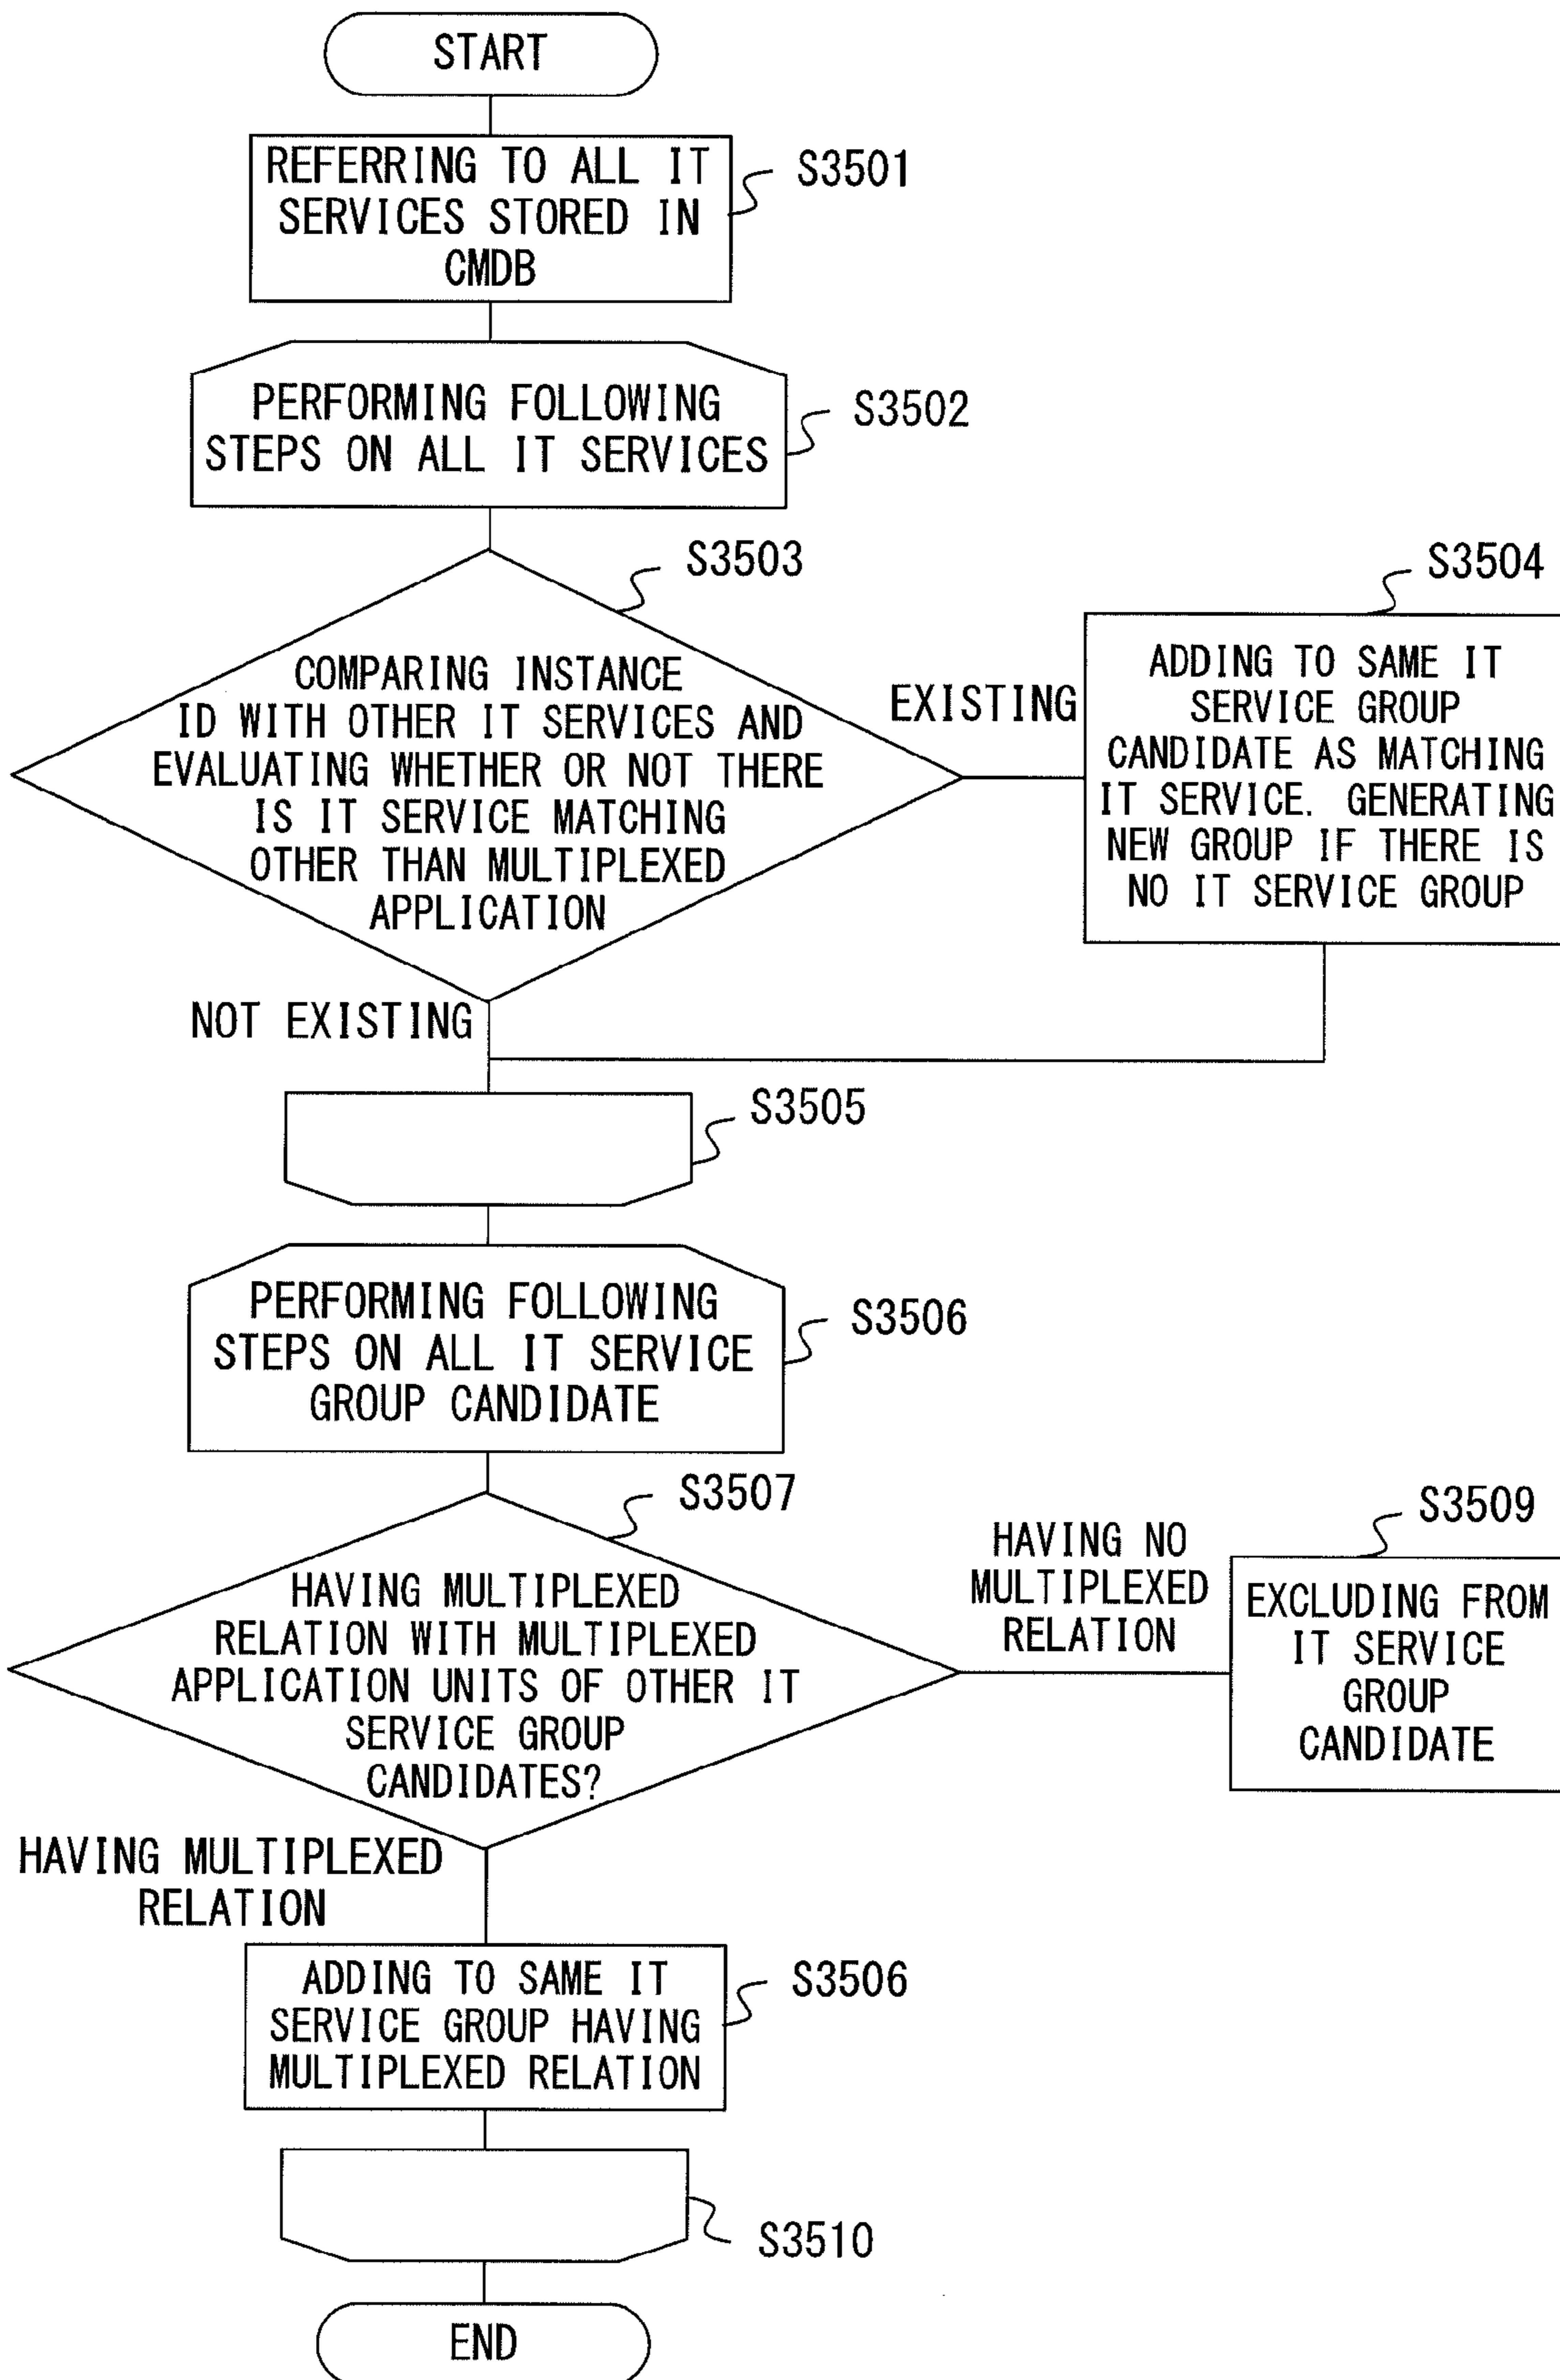 START
REFERRING TO ALL IT
SERVICES STORED IN
CMDB
S3501
PERFORMING FOLLOWING
STEPS ON ALL IT SERVICES
S3502
S3503
COMPARING INSTANCE
ID WITH OTHER IT SERVICES AND
EVALUATING WHETHER OR NOT THERE
IS IT SERVICE MATCHING
OTHER THAN MULTIPLEXED
APPLICATION
EXISTING
S3504
ADDING TO SAME IT
SERVICE GROUP
CANDIDATE AS MATCHING
IT SERVICE. GENERATING
NEW GROUP IF THERE IS
NO IT SERVICE GROUP
NOT EXISTING
S3505
PERFORMING FOLLOWING
STEPS ON ALL IT SERVICE
GROUP CANDIDATE
S3506
S3507
HAVING MULTIPLEXED
RELATION WITH MULTIPLEXED
APPLICATION UNITS OF OTHER IT
SERVICE GROUP
CANDIDATES?
HAVING NO
MULTIPLEXED
RELATION
S3509
EXCLUDING FROM
IT SERVICE
GROUP
CANDIDATE
HAVING MULTIPLEXED
RELATION
ADDING TO SAME IT
SERVICE GROUP HAVING
MULTIPLEXED RELATION
S3506
S3510
END